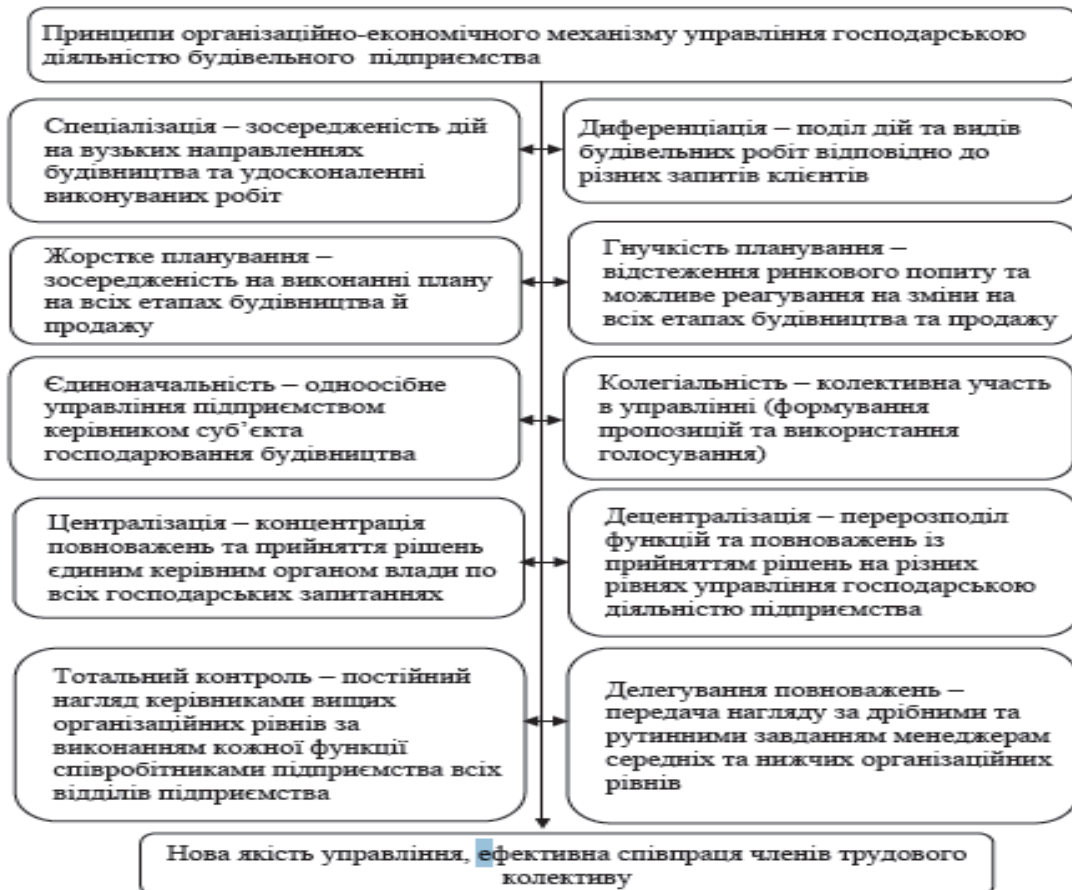 Принципи організаційно-економічного механізму управління господарською
діяльністю будівельного підприємства
Спеціалізація – зосередженість дій
на вузьких направленнях
будівництва та удосконаленні
виконуваних робіт
Диференціація – поділ дій та видів
будівельних робіт відповідно до
різних запитів клієнтів
Жорстке планування –
зосередженість на виконанні плану
на всіх етапах будівництва й
продажу
Гнучкість планування –
відстеження ринкового попиту та
можливе реагування на зміни на
всіх етапах будівництва та продажу
Єдиноначальність – одноосібне
управління підприємством
керівником суб’єкта
господарювання будівництва
Колегіальність – колективна участь
в управлінні (формування
пропозицій та використання
голосування)
Централізація – концентрація
повноважень та прийняття рішень
єдиним керівним органом влади по
всіх господарських запитаннях
Децентралізація – перерозподіл
функцій та повноважень із
прийняттям рішень на різних
рівнях управління господарською
діяльністю підприємства
Тотальний контроль – постійний
нагляд керівниками вищих
організаційних рівнів за
виконанням кожної функції
співробітниками підприємства всіх
відділів підприємства
Делегування повноважень –
передача нагляду за дрібними та
рутинними завданням менеджерам
середніх та нижчих організаційних
рівнів
Нова якість управління, ефективна співпраця членів трудового
колективу